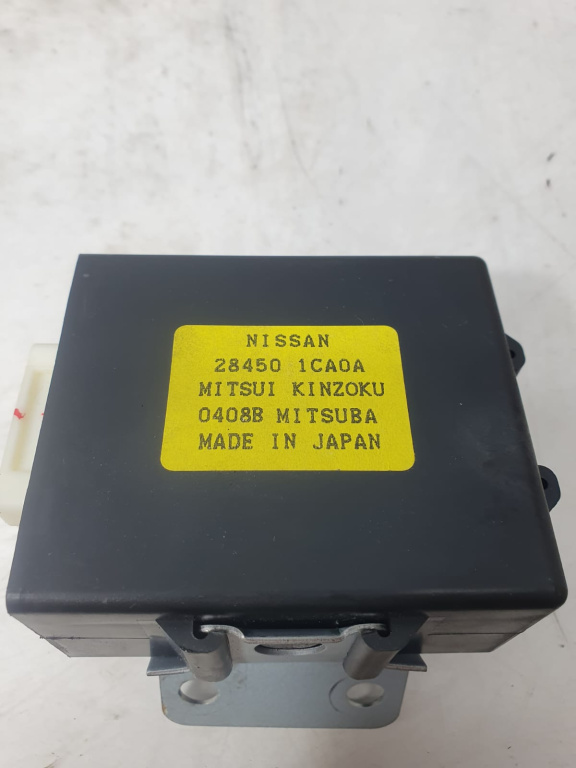 NISSAN
28450 1CA0A
MITSUI KINZOKU
0408B MITSUBA
MADE IN JAPAN